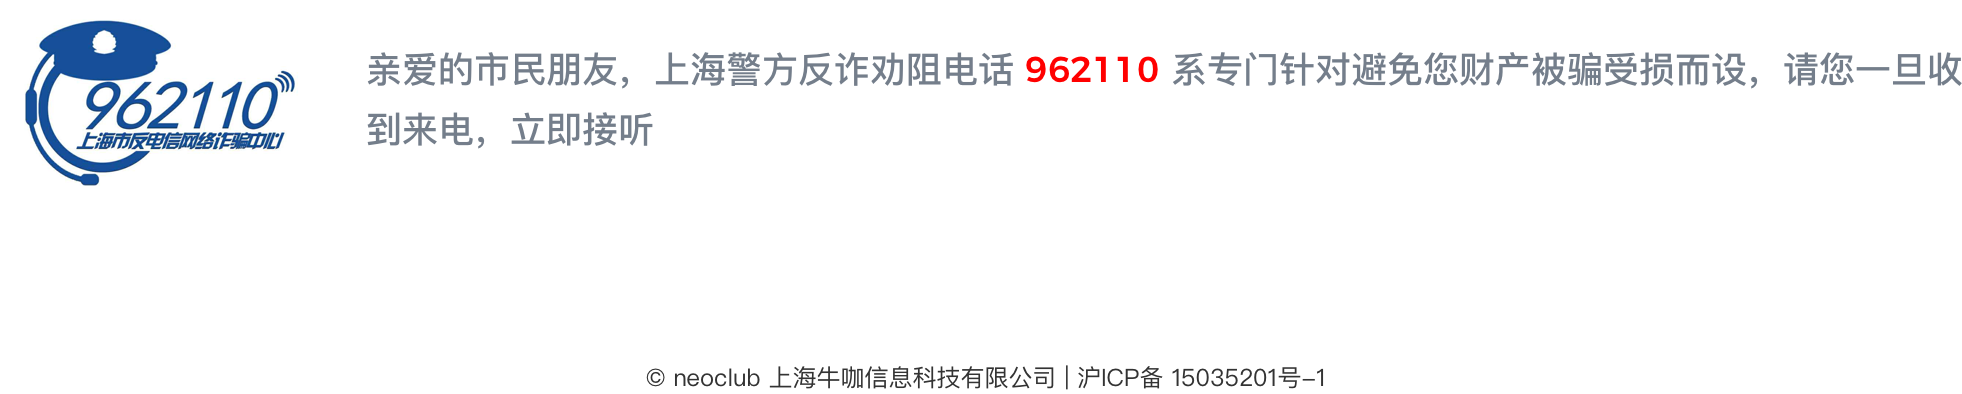 962110
上海市反电信网络诈骗中心
亲爱的市民朋友，上海警方反诈劝阻电话 962110 系专门针对避免您财产被骗受损而设，请您一旦收
到来电，立即接听
© neoclub 上海牛咖信息科技有限公司 | 沪ICP备 15035201号-1